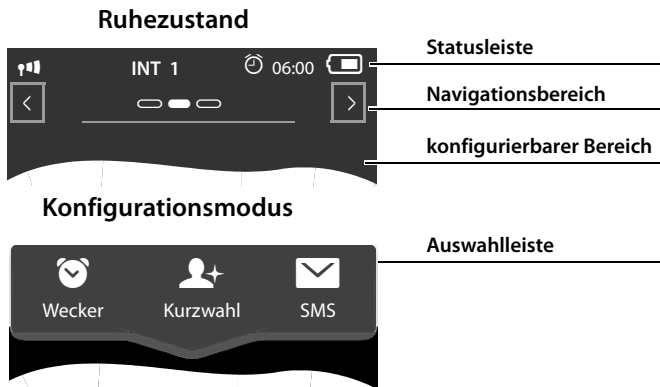 Ruhezustand
INT 1 06:00
Statusleiste
Navigationsbereich
konfigurierbarer Bereich
Konfigurationsmodus
Auswahlleiste
Wecker Kurzwahl SMS